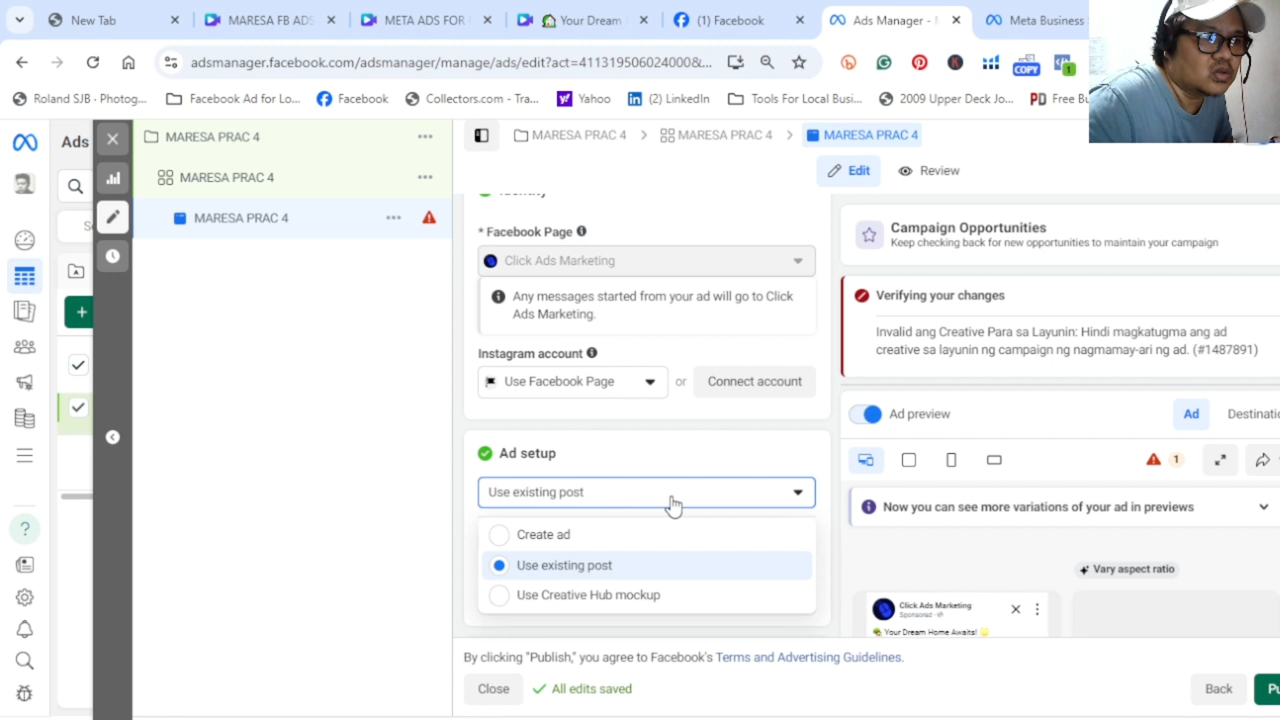 New Tab
MARESA FB ADS
META ADS FOR
Your Dream
(1) Facebook
Ads Manager -
Meta Business
adsmanager.facebook.com/adsmanager/manage/ads/edit?act=4113195060240000&...
COPY
1
Roland SJB - Photog...
Facebook Ad for Lo...
Facebook
Collectors.com - Tra...
Yahoo
(2) LinkedIn
Tools For Local Busi...
2009 Upper Deck Jo...
PD Free Bu
Ads
MARESA PRAC 4
MARESA PRAC 4
MARESA PRAC 4
MARESA PRAC 4
MARESA PRAC 4
MARESA PRAC 4
Edit
Review
Identity
* Facebook Page
Click Ads Marketing
Any messages started from your ad will go to Click
Ads Marketing.
Instagram account
Use Facebook Page
or
Connect account
Ad setup
Use existing post
Create ad
Use existing post
Use Creative Hub mockup
Campaign Opportunities
Keep checking back for new opportunities to maintain your campaign
Verifying your changes
Invalid ang Creative Para sa Layunin: Hindi magkatugma ang ad
creative sa layunin ng campaign ng nagmamay-ari ng ad. (#1487891)
Ad preview
Ad
Destinatio
1
Now you can see more variations of your ad in previews
Vary aspect ratio
Click Ads Marketing
Sponsored
Your Dream Home Awaits!
By clicking "Publish," you agree to Facebook's Terms and Advertising Guidelines.
Close
All edits saved
Back
Pu